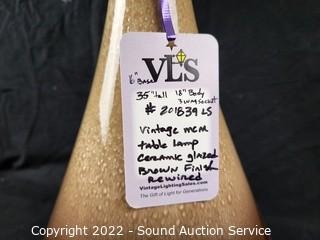 VLS
6" Base
35" tall 18" Body
3 way socket
# 201839 LS
Vintage mcm
table lamp
ceramic glazed
Brown Finish
Rewired
VintageLightingSales.com
The Gift of Light for Generations
Copyright 2022 - Sound Auction Service